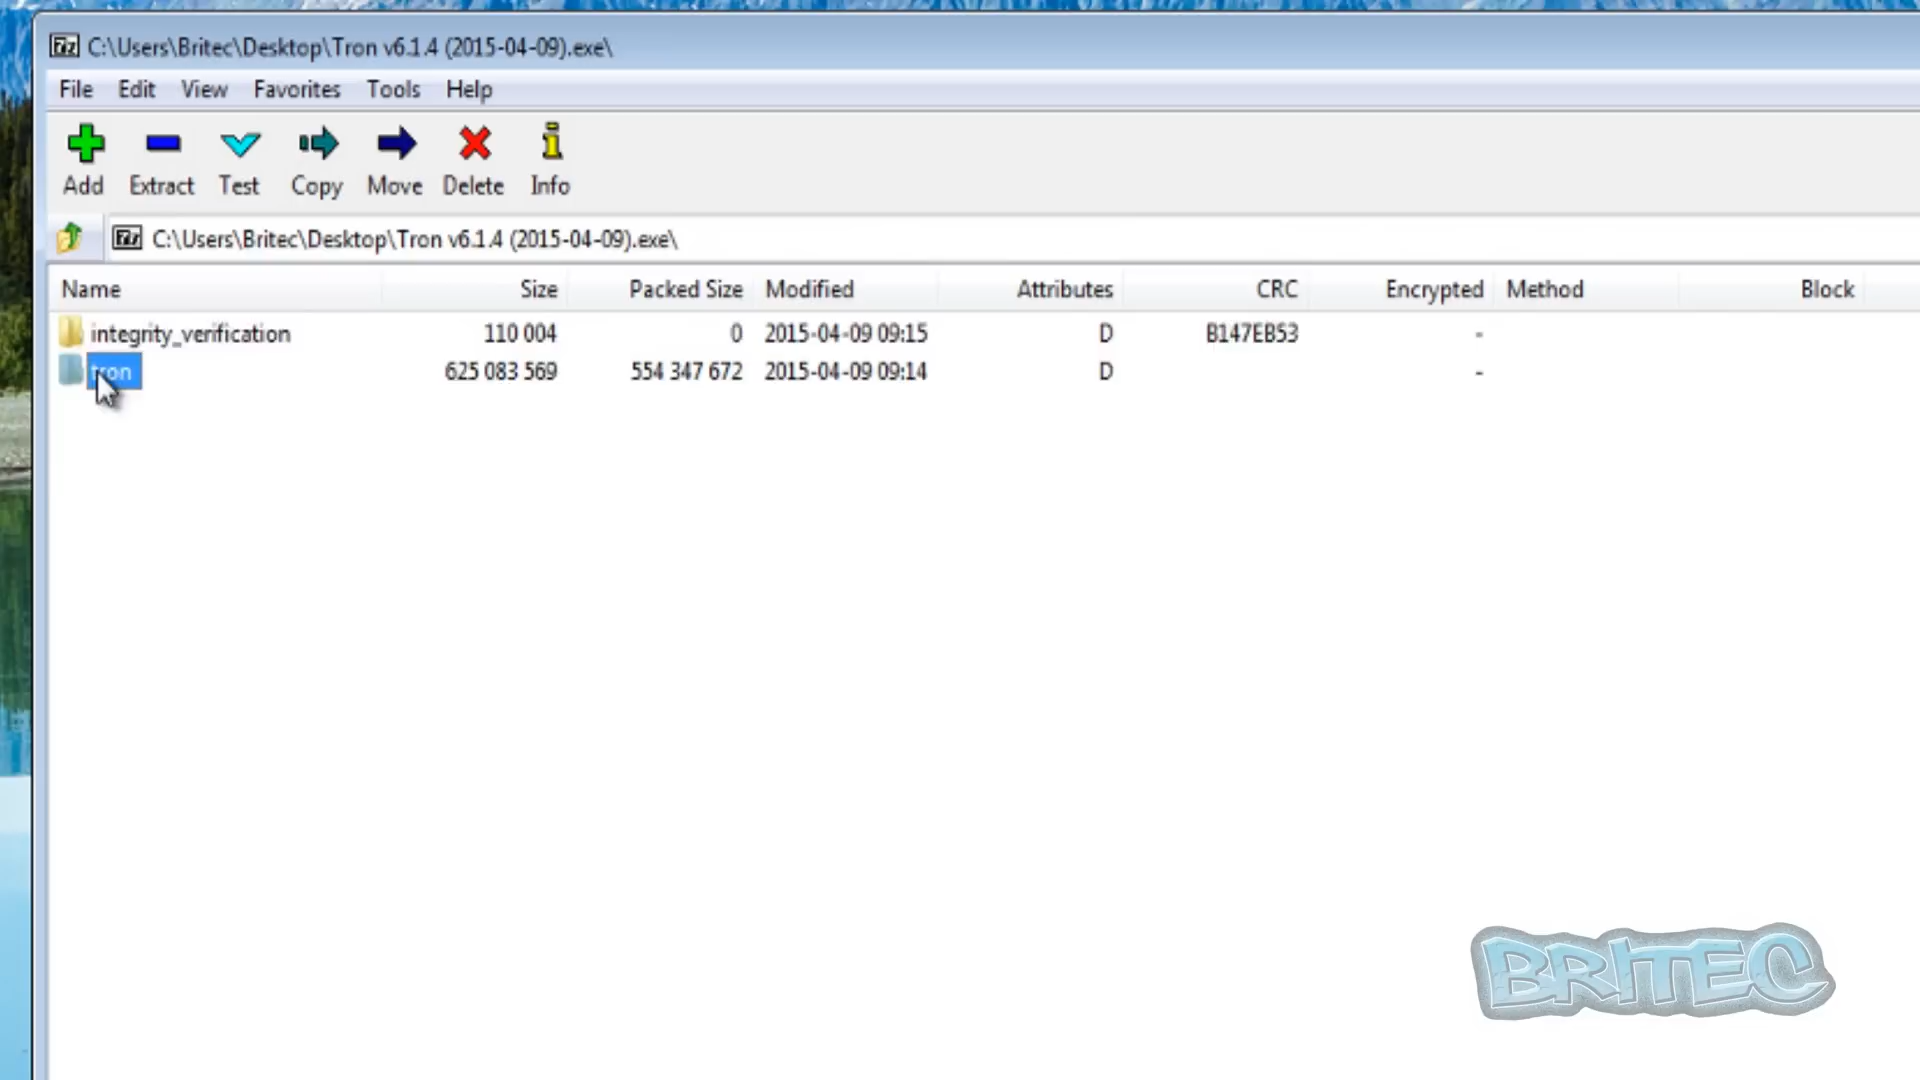 C:\Users\Britec\Desktop\Tron v6.1.4 (2015-04-09).exe\
File Edit View Favorites Tools Help
Add Extract Test Copy Move Delete Info
C:\Users\Britec\Desktop\Tron v6.1.4 (2015-04-09).exe\
Name Size Packed Size Modified Attributes CRC Encrypted Method Block
integrity_verification 110 004 0 2015-04-09 09:15 D B147EB53 -
tron 625 083 569 554 347 672 2015-04-09 09:14 D -
BRITEC